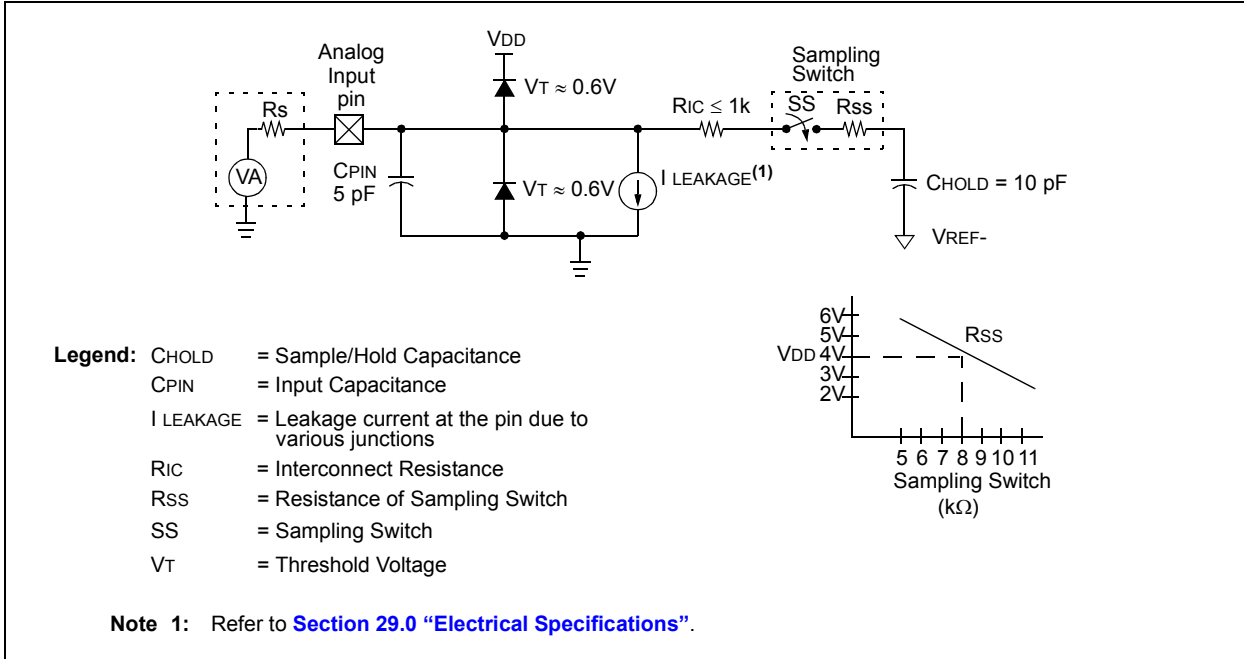 VDD
Analog
Input
pin
Sampling
Switch
VT ≈ 0.6V
RIC ≤ 1k
SS
Rss
Rs
VA
CPIN
5 pF
VT ≈ 0.6V
I LEAKAGE(1)
CHOLD = 10 pF
VREF-
6V
5V
VDD 4V
3V
2V
RSS
5 6 7 8 9 10 11
Sampling Switch
(kΩ)
Legend: CHOLD = Sample/Hold Capacitance
CPIN = Input Capacitance
I LEAKAGE = Leakage current at the pin due to
various junctions
RIC = Interconnect Resistance
RSS = Resistance of Sampling Switch
SS = Sampling Switch
VT = Threshold Voltage
Note 1: Refer to Section 29.0 “Electrical Specifications”.